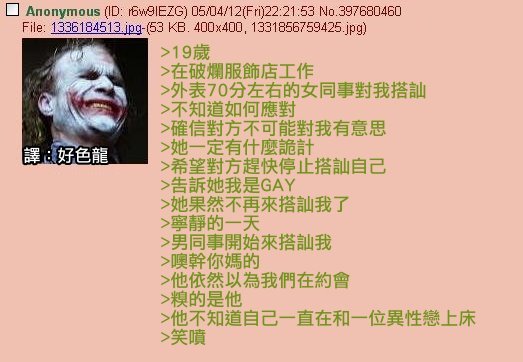 Anonymous (ID: r6w9IEZG) 05/04/12(Fri)22:21:53 No.397680460
File: 1336184513.jpg-(53 KB. 400x400, 1331856759425.jpg)
譯：好色龍
>19歲
>在破爛服飾店工作
>外表70分左右的女同事對我搭訕
>不知道如何應對
>確信對方不可能對我有意思
>她一定有什麼詭計
>希望對方趕快停止搭訕自己
>告訴她我是GAY
>她果然不再來搭訕我了
>寧靜的一天
>男同事開始來搭訕我
>噢幹你媽的
>他依然以為我們在約會
>糗的是他
>他不知道自己一直在和一位異性戀上床
>笑噴